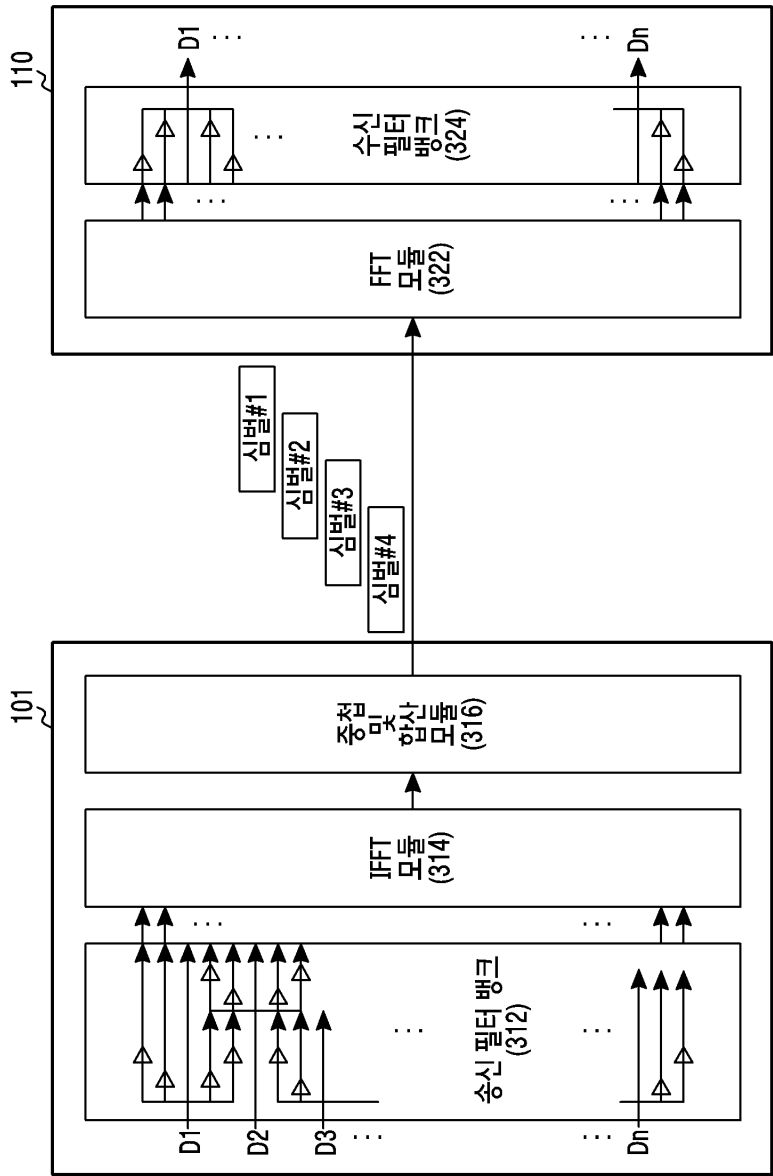 101
D1
D2
D3
...
Dn
...
...
...
송신 필터 뱅크
(312)
...
...
IFFT
모듈
(314)
중첩
및
합산
모듈
(316)
심벌#1
심벌#2
심벌#3
심벌#4
110
FFT
모듈
(322)
...
...
...
수신
필터
뱅크
(324)
D1
...
...
Dn